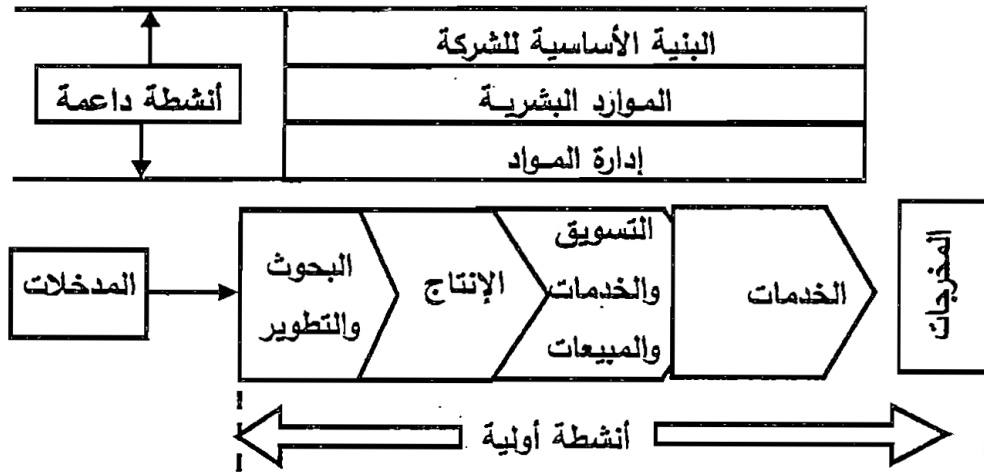 البنية الأساسية للشركة
أنشطة داعمة
الموارد البشرية
إدارة المواد
المدخلات
البحوث
والتطوير
الإنتاج
التسويق
والخدمات
والمبيعات
الخدمات
المخرجات
أنشطة أولية